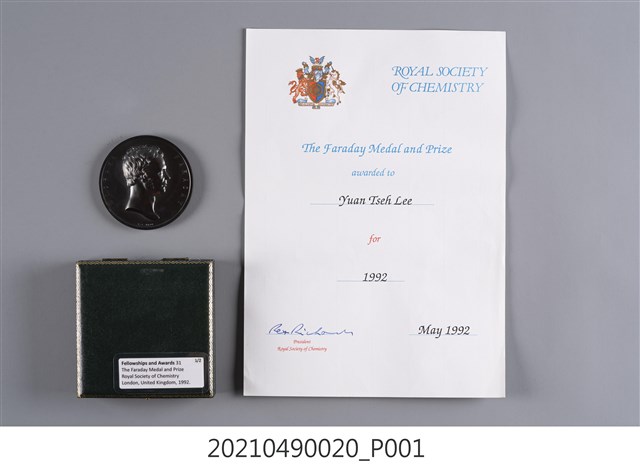 ROYAL SOCIETY
OF CHEMISTRY
The Faraday Medal and Prize
awarded to
Yuan Tseh Lee
for
1992
May 1992
President
Royal Society of Chemistry
Fellowships and Awards 31 1/2
The Faraday Medal and Prize
Royal Society of Chemistry
London, United Kingdom, 1992.
20210490020_P001